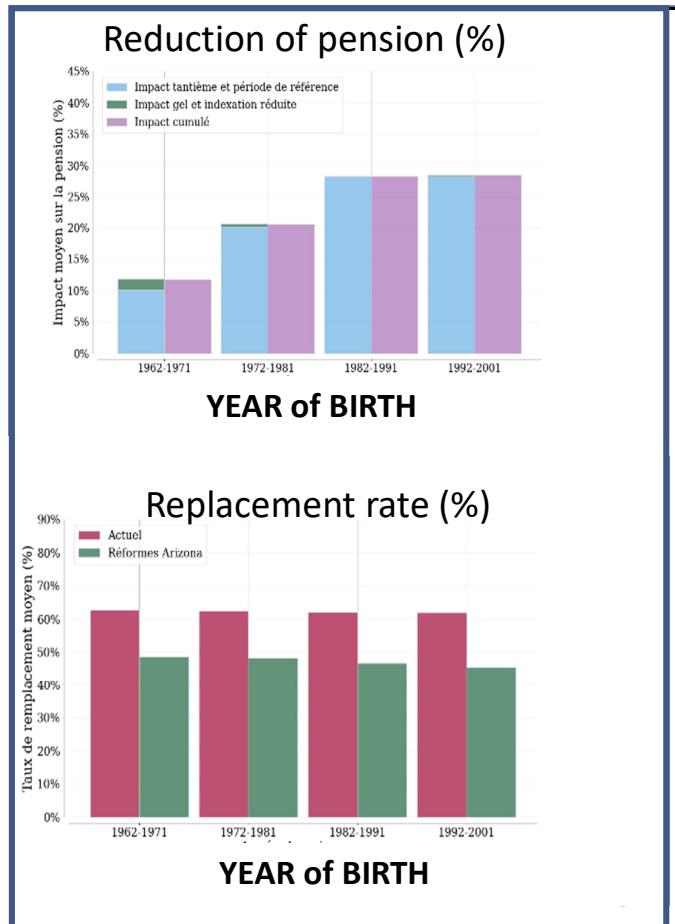 Reduction of pension (%)
Impact moyen sur la pension (%)
45%
40%
35%
30%
25%
20%
15%
10%
5%
0%
Impact tantième et période de référence
Impact gel et indexation réduite
Impact cumulé
1962-1971 1972-1981 1982-1991 1992-2001
YEAR of BIRTH
Replacement rate (%)
Taux de remplacement moyen (%)
90%
80%
70%
60%
50%
40%
30%
20%
10%
0%
Actuel
Réformes Arizona
1962-1971 1972-1981 1982-1991 1992-2001
YEAR of BIRTH